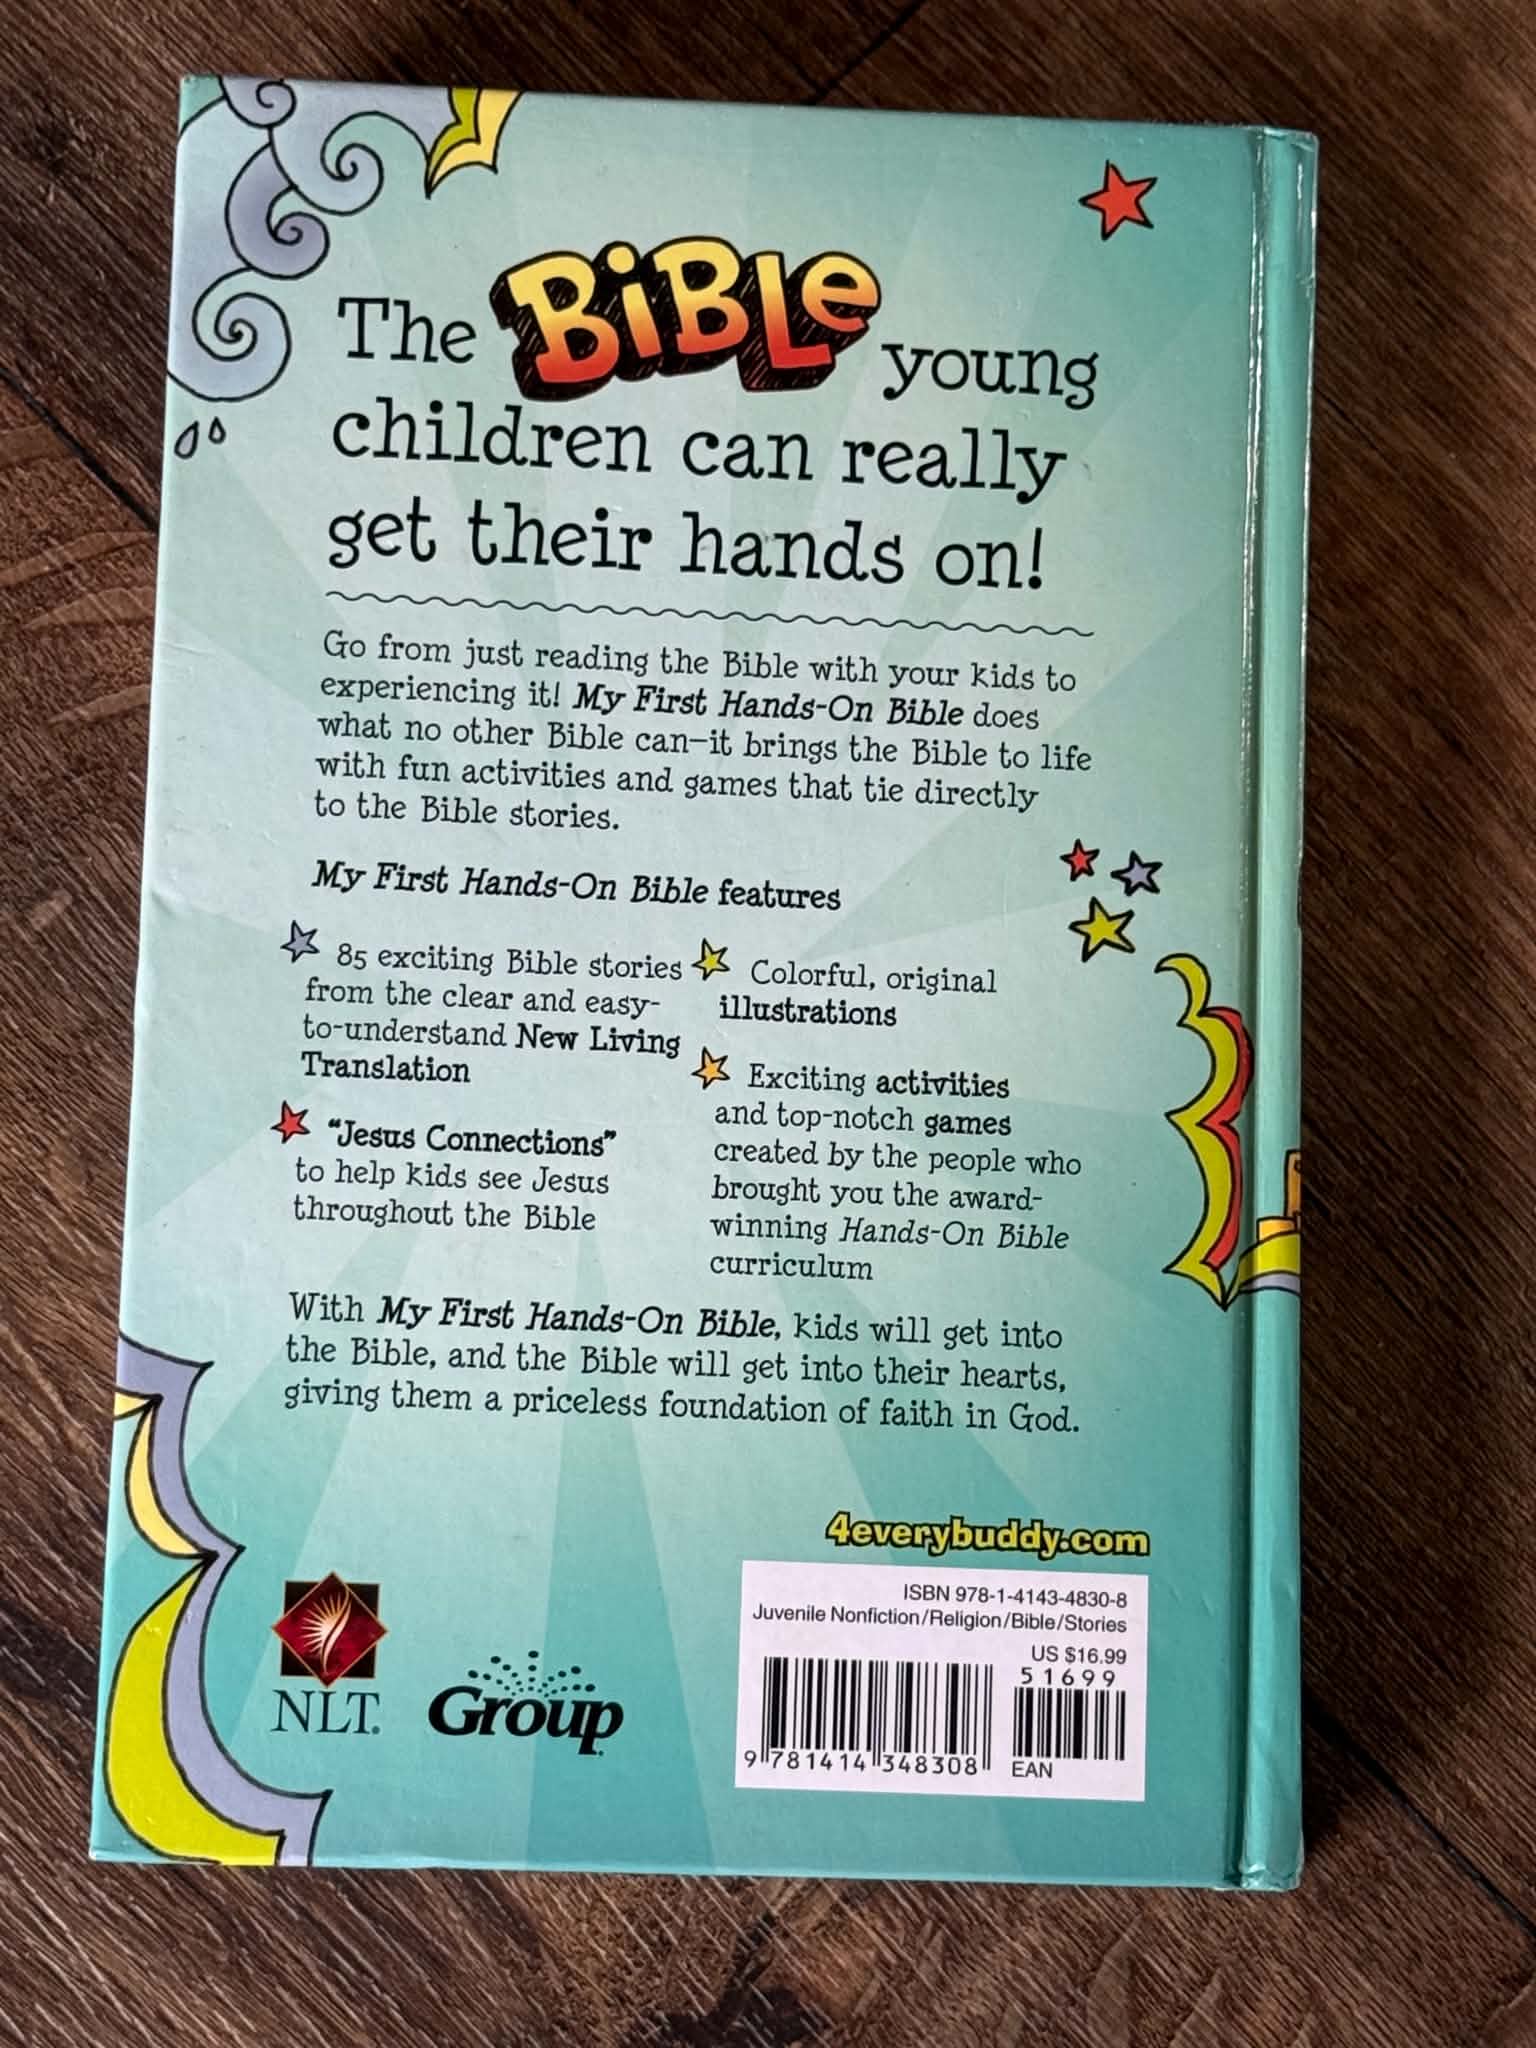 The BiBLe young
children can really
get their hands on!
Go from just reading the Bible with your kids to
experiencing it! My First Hands-On Bible does
what no other Bible can—it brings the Bible to life
with fun activities and games that tie directly
to the Bible stories.
My First Hands-On Bible features
85 exciting Bible stories
from the clear and easy-
to-understand New Living
Translation
"Jesus Connections"
to help kids see Jesus
throughout the Bible
Colorful, original
illustrations
Exciting activities
and top-notch games
created by the people who
brought you the award-
winning Hands-On Bible
curriculum
With My First Hands-On Bible, kids will get into
the Bible, and the Bible will get into their hearts,
giving them a priceless foundation of faith in God.
4everybuddy.com
NLT®
Group®
ISBN 978-1-4143-4830-8
Juvenile Nonfiction/Religion/Bible/Stories
US $16.99
51699
9 781414 348308
EAN